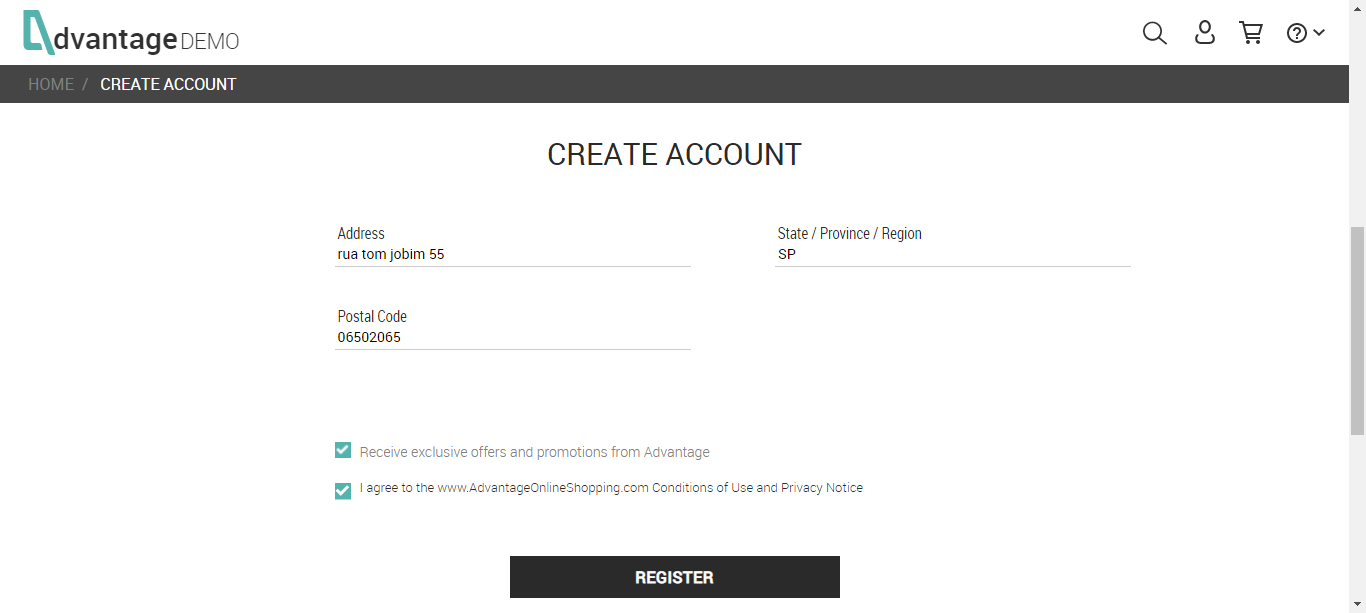 dvantage DEMO
HOME / CREATE ACCOUNT
CREATE ACCOUNT
Address
rua tom jobim 55
State / Province / Region
SP
Postal Code
06502065
Receive exclusive offers and promotions from Advantage
I agree to the www.AdvantageOnlineShopping.com Conditions of Use and Privacy Notice
REGISTER